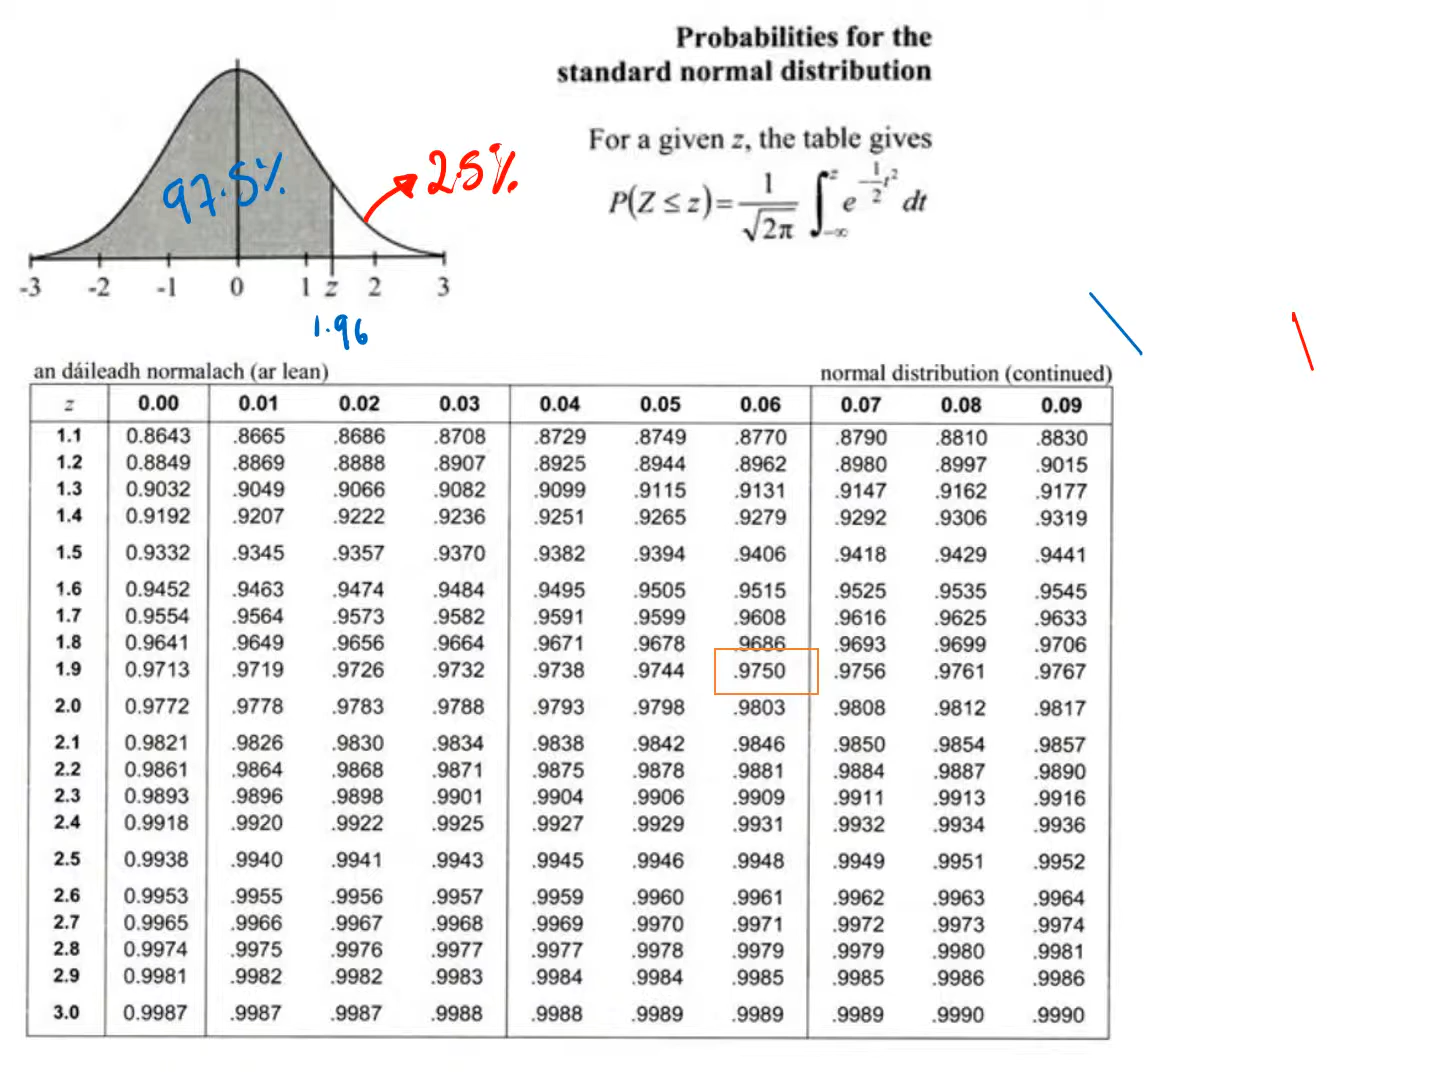 Probabilities for the
standard normal distribution
For a given z, the table gives
P(Z ≤ z) = 1/√2π ∫_{-∞}^{z} e^{-1/2 t²} dt
97.5%
2.5%
-3 -2 -1 0 1 z 2 3
1.96
an dáileadh normalach (ar lean) normal distribution (continued)
z 0.00 0.01 0.02 0.03 0.04 0.05 0.06 0.07 0.08 0.09
1.1 0.8643 .8665 .8686 .8708 .8729 .8749 .8770 .8790 .8810 .8830
1.2 0.8849 .8869 .8888 .8907 .8925 .8944 .8962 .8980 .8997 .9015
1.3 0.9032 .9049 .9066 .9082 .9099 .9115 .9131 .9147 .9162 .9177
1.4 0.9192 .9207 .9222 .9236 .9251 .9265 .9279 .9292 .9306 .9319
1.5 0.9332 .9345 .9357 .9370 .9382 .9394 .9406 .9418 .9429 .9441
1.6 0.9452 .9463 .9474 .9484 .9495 .9505 .9515 .9525 .9535 .9545
1.7 0.9554 .9564 .9573 .9582 .9591 .9599 .9608 .9616 .9625 .9633
1.8 0.9641 .9649 .9656 .9664 .9671 .9678 .9686 .9693 .9699 .9706
1.9 0.9713 .9719 .9726 .9732 .9738 .9744 .9750 .9756 .9761 .9767
2.0 0.9772 .9778 .9783 .9788 .9793 .9798 .9803 .9808 .9812 .9817
2.1 0.9821 .9826 .9830 .9834 .9838 .9842 .9846 .9850 .9854 .9857
2.2 0.9861 .9864 .9868 .9871 .9875 .9878 .9881 .9884 .9887 .9890
2.3 0.9893 .9896 .9898 .9901 .9904 .9906 .9909 .9911 .9913 .9916
2.4 0.9918 .9920 .9922 .9925 .9927 .9929 .9931 .9932 .9934 .9936
2.5 0.9938 .9940 .9941 .9943 .9945 .9946 .9948 .9949 .9951 .9952
2.6 0.9953 .9955 .9956 .9957 .9959 .9960 .9961 .9962 .9963 .9964
2.7 0.9965 .9966 .9967 .9968 .9969 .9970 .9971 .9972 .9973 .9974
2.8 0.9974 .9975 .9976 .9977 .9977 .9978 .9979 .9979 .9980 .9981
2.9 0.9981 .9982 .9982 .9983 .9984 .9984 .9985 .9985 .9986 .9986
3.0 0.9987 .9987 .9987 .9988 .9988 .9989 .9989 .9989 .9990 .9990